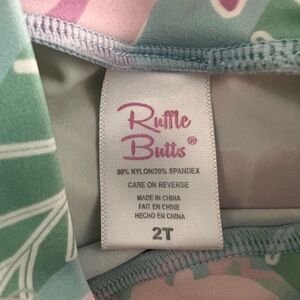 Ruffle
Butts®
80% NYLON/20% SPANDEX
CARE ON REVERSE
MADE IN CHINA
FAIT EN CHINE
HECHO EN CHINA
2T